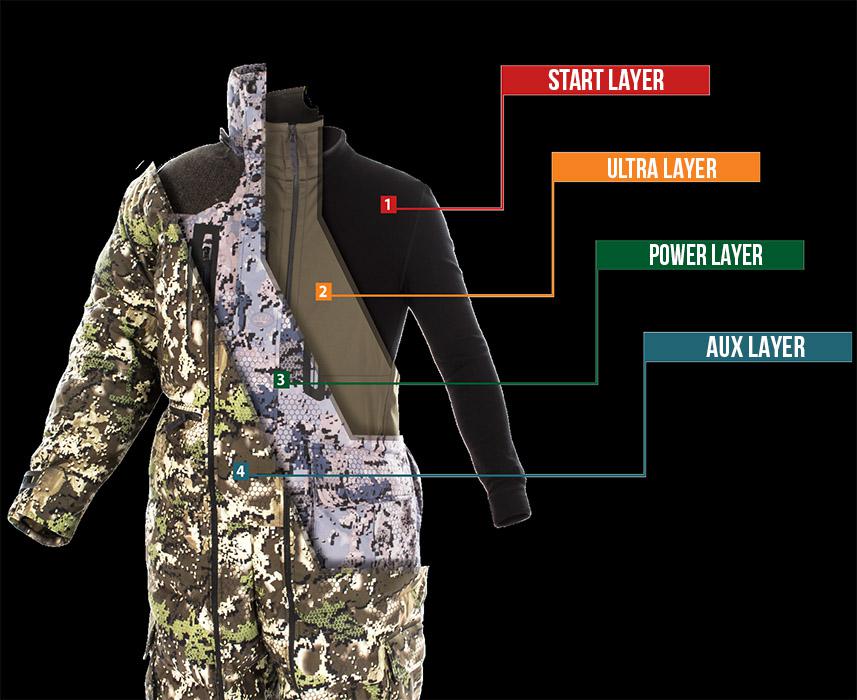 START LAYER
1
ULTRA LAYER
2
POWER LAYER
3
AUX LAYER
4